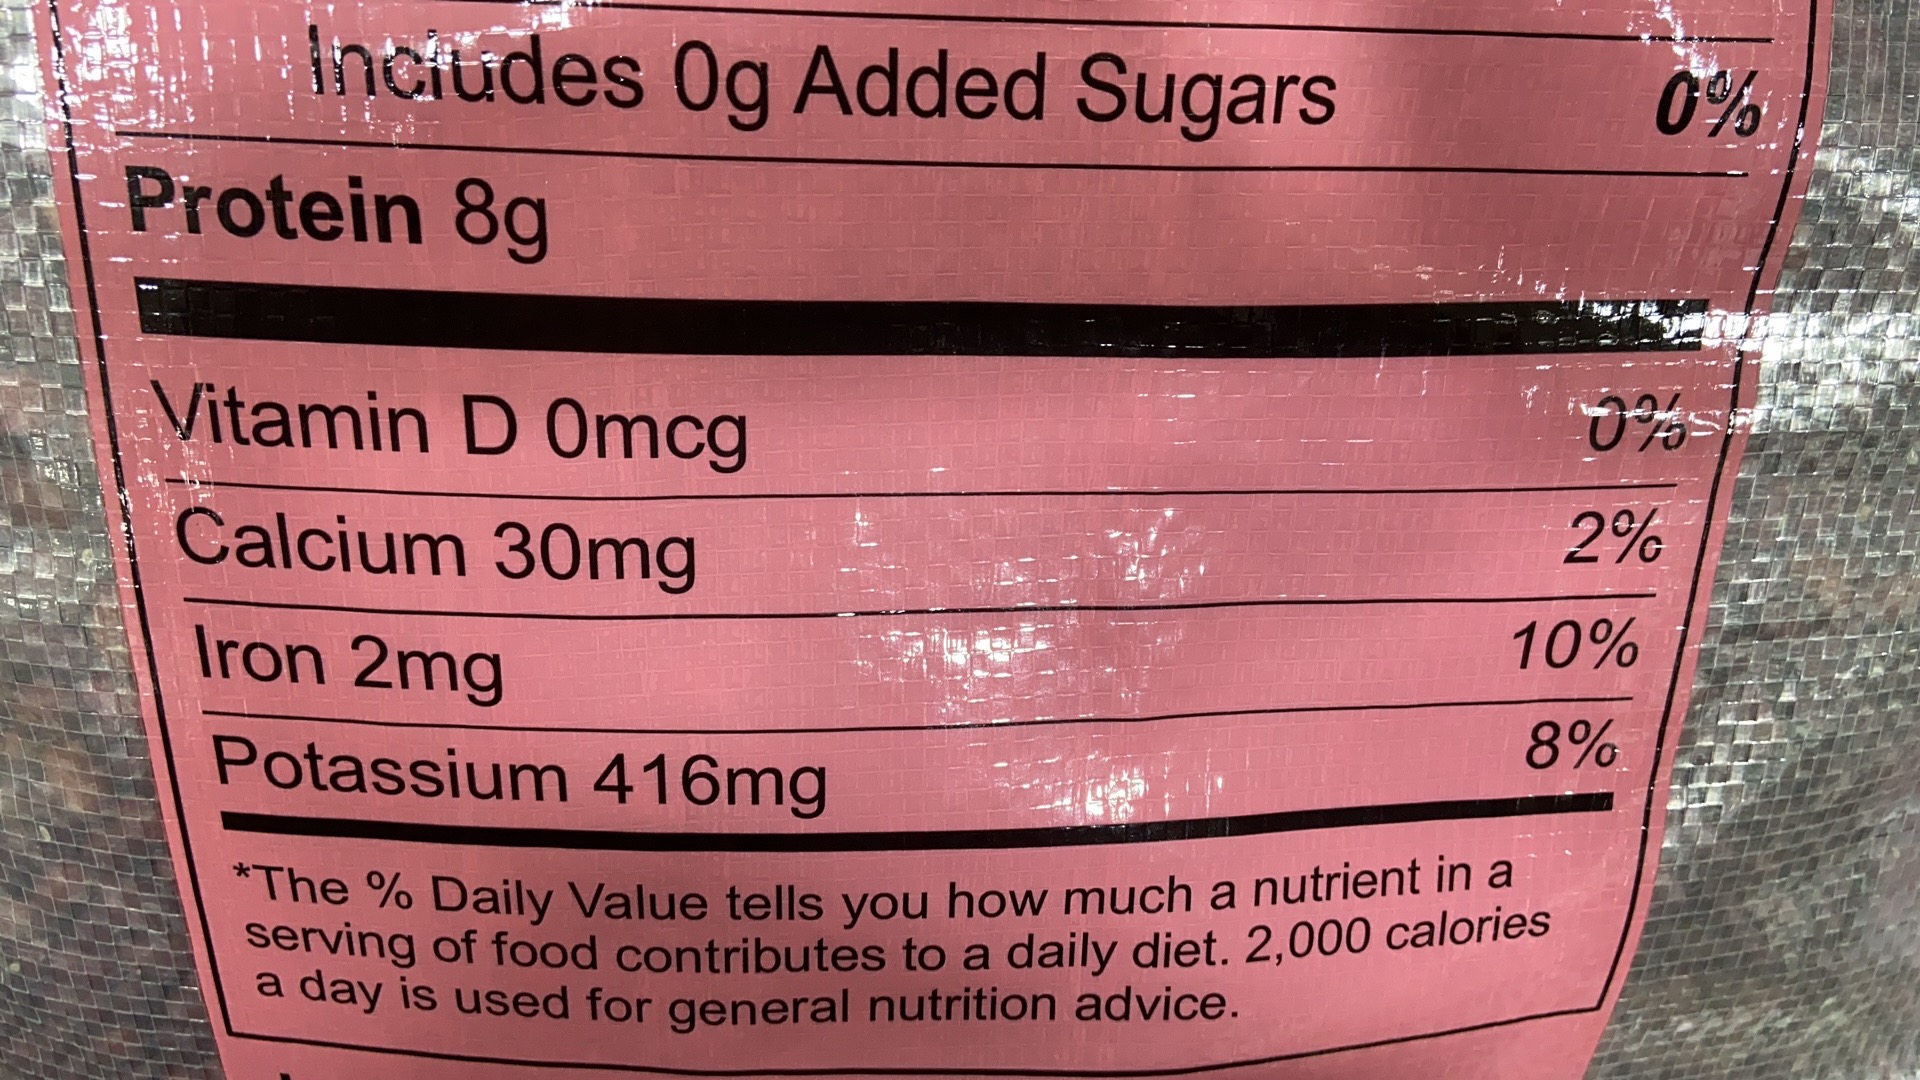 Includes 0g Added Sugars 0%
Protein 8g
Vitamin D 0mcg 0%
Calcium 30mg 2%
Iron 2mg 10%
Potassium 416mg 8%
*The % Daily Value tells you how much a nutrient in a
serving of food contributes to a daily diet. 2,000 calories
a day is used for general nutrition advice.